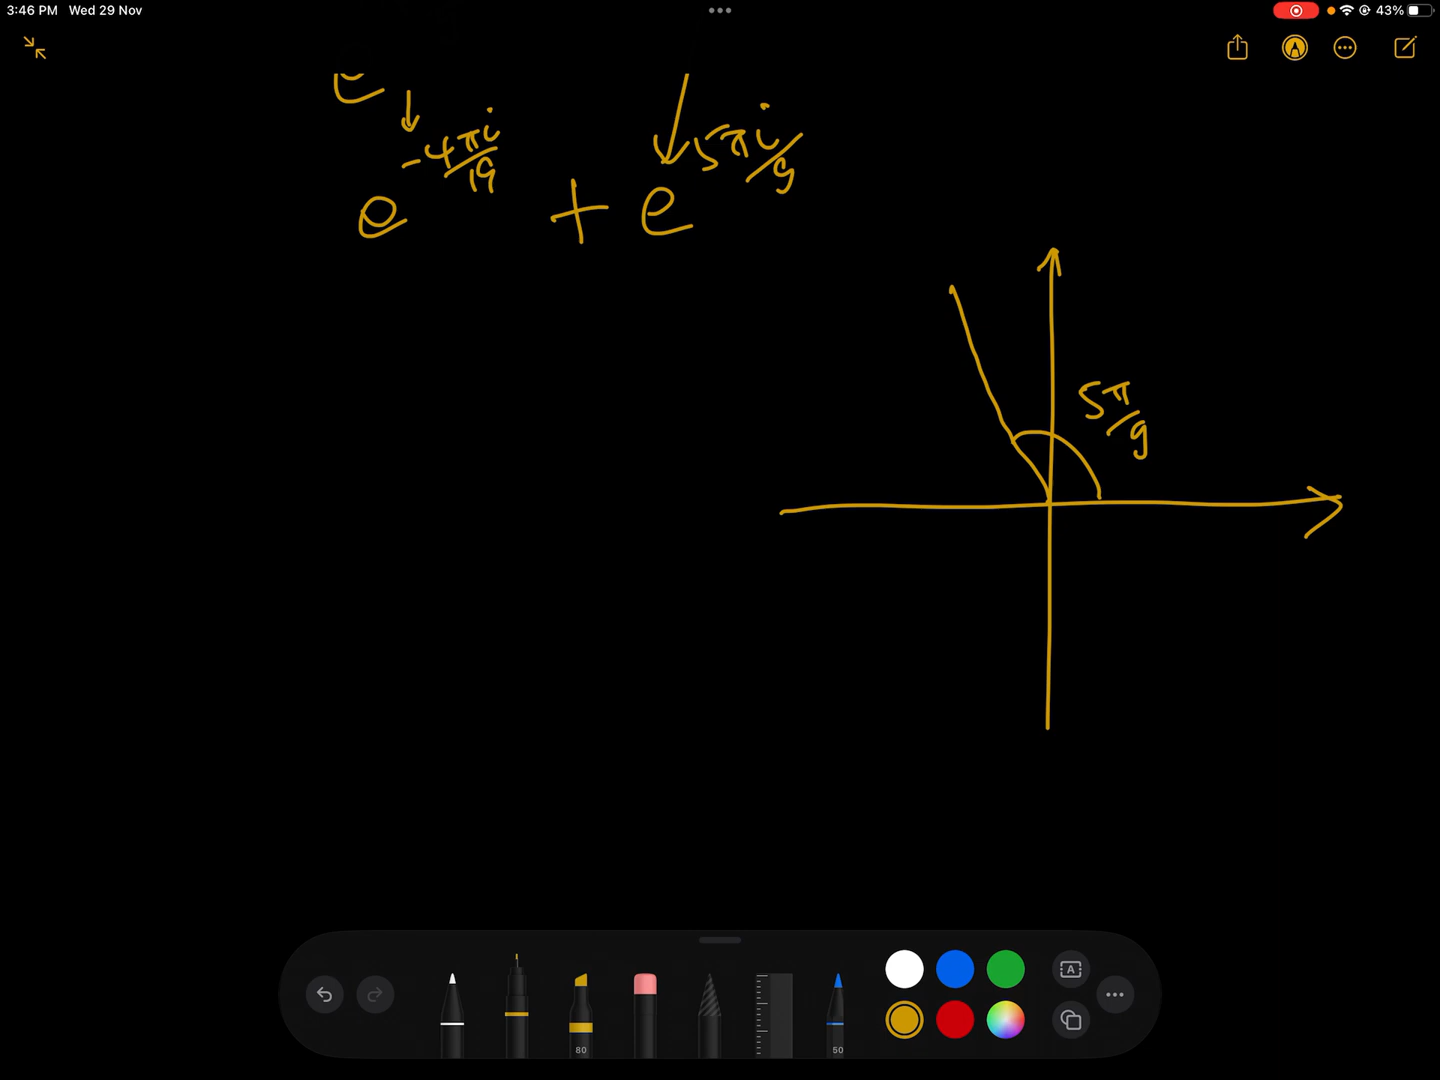 3:46 PM Wed 29 Nov
43%
e
-4πi/19
5πi/9
e + e
5π/9
80
50
A